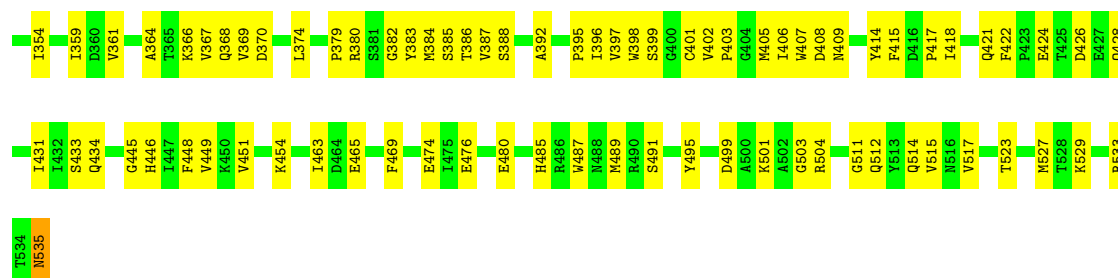 I354 I359 D360 V361 A364 T365 K366 V367 Q368 V369 D370 L374 P379 R380 S381 G382 Y383 M384 S385 T386 V387 S388 A392 P395 I396 V397 W398 S399 G400 C401 V402 P403 G404 M405 I406 W407 D408 N409 Y414 F415 D416 P417 I418 Q421 F422 P423 E424 T425 D426 E427
I431 I432 S433 Q434 G445 H446 I447 F448 V449 K450 V451 K454 I463 D464 E465 F469 E474 I475 E476 E480 H485 R486 W487 N488 M489 R490 S491 Y495 D499 A500 K501 A502 G503 R504 G511 Q512 Y513 Q514 V515 N516 V517 T523 M527 T528 K529
T534 N535